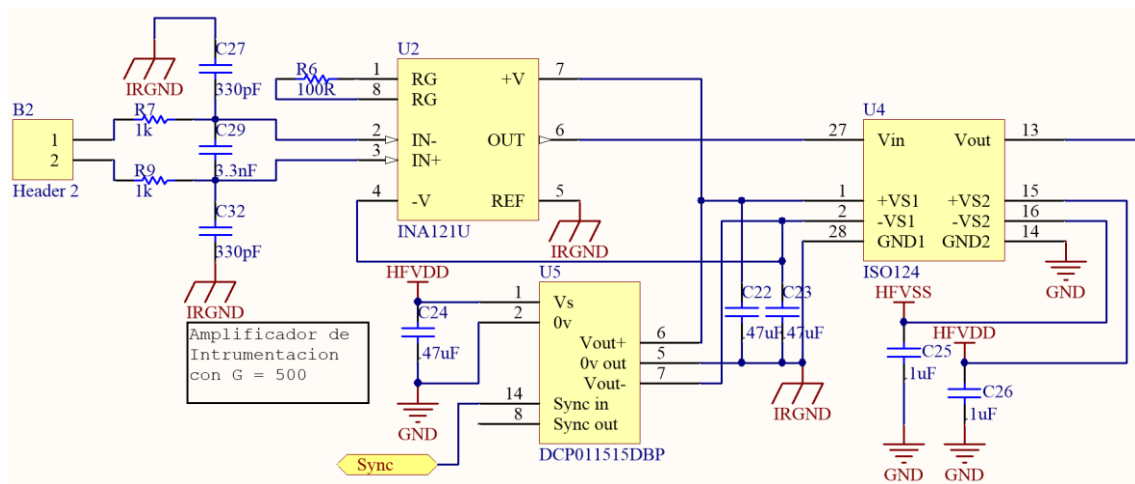 C27
330pF
IRGND
B2
1
2
Header 2
R7
1k
R9
1k
C29
3.3nF
C32
330pF
IRGND
R6
100R
U2
1
RG
8
RG
2
IN-
3
IN+
4
-V
+V
7
OUT
6
REF
5
INA121U
IRGND
U4
27
Vin
Vout
13
1
+VS1
+VS2
15
2
-VS1
-VS2
16
28
GND1
GND2
14
ISO124
GND
Amplificador de
Intrumentacion
con G = 500
HFVDD
C24
.47uF
GND
U5
1
Vs
2
0v
Vout+
6
0v out
5
Vout-
7
14
Sync in
8
Sync out
DCP011515DBP
Sync
C22
.47uF
C23
.47uF
IRGND
HFVSS
C25
.1uF
GND
HFVDD
C26
.1uF
GND